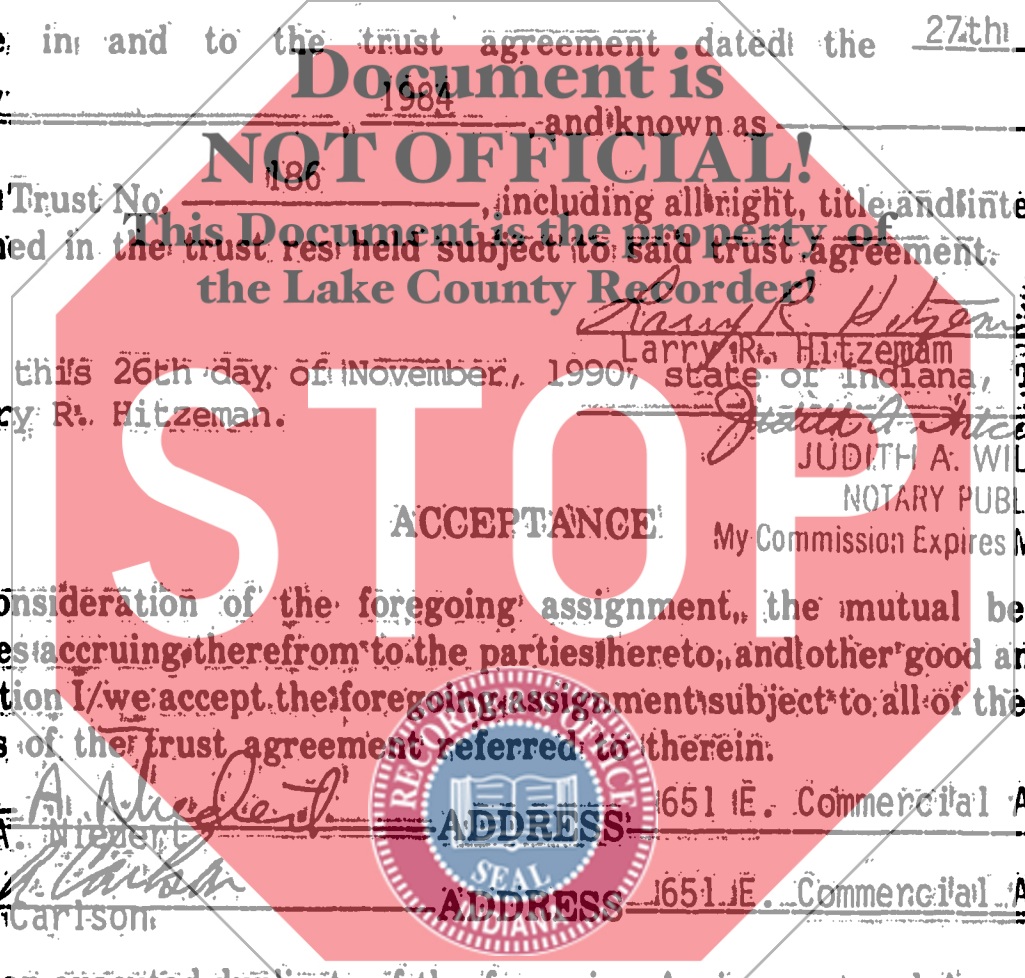 in and to the trust agreement dated the 27th
Document is
1984 , and known as
NOT OFFICIAL!
Trust No. 186 , including all right, title and inte
This Document is the property of
ed in the trust res held subject to said trust agreement.
the Lake County Recorder!
Larry R. Hitzeman
Larry R. Hitzemam
this 26th day of November, 1990, state of Indiana,
ry R. Hitzeman.
STOP
JUDITH A. WIL
NOTARY PUBL
ACCEPTANCE
My Commission Expires
onsideration of the foregoing assignment, the mutual be
es accruing therefrom to the parties hereto, and other good an
tion I/we accept the foregoing assignment subject to all of the
s of the trust agreement referred to therein.
RECORDER'S OFFICE
SEAL
INDIANA
ADDRESS 651 E. Commercial A
A. Niebert
ADDRESS 651 E. Commercial A
Carlson